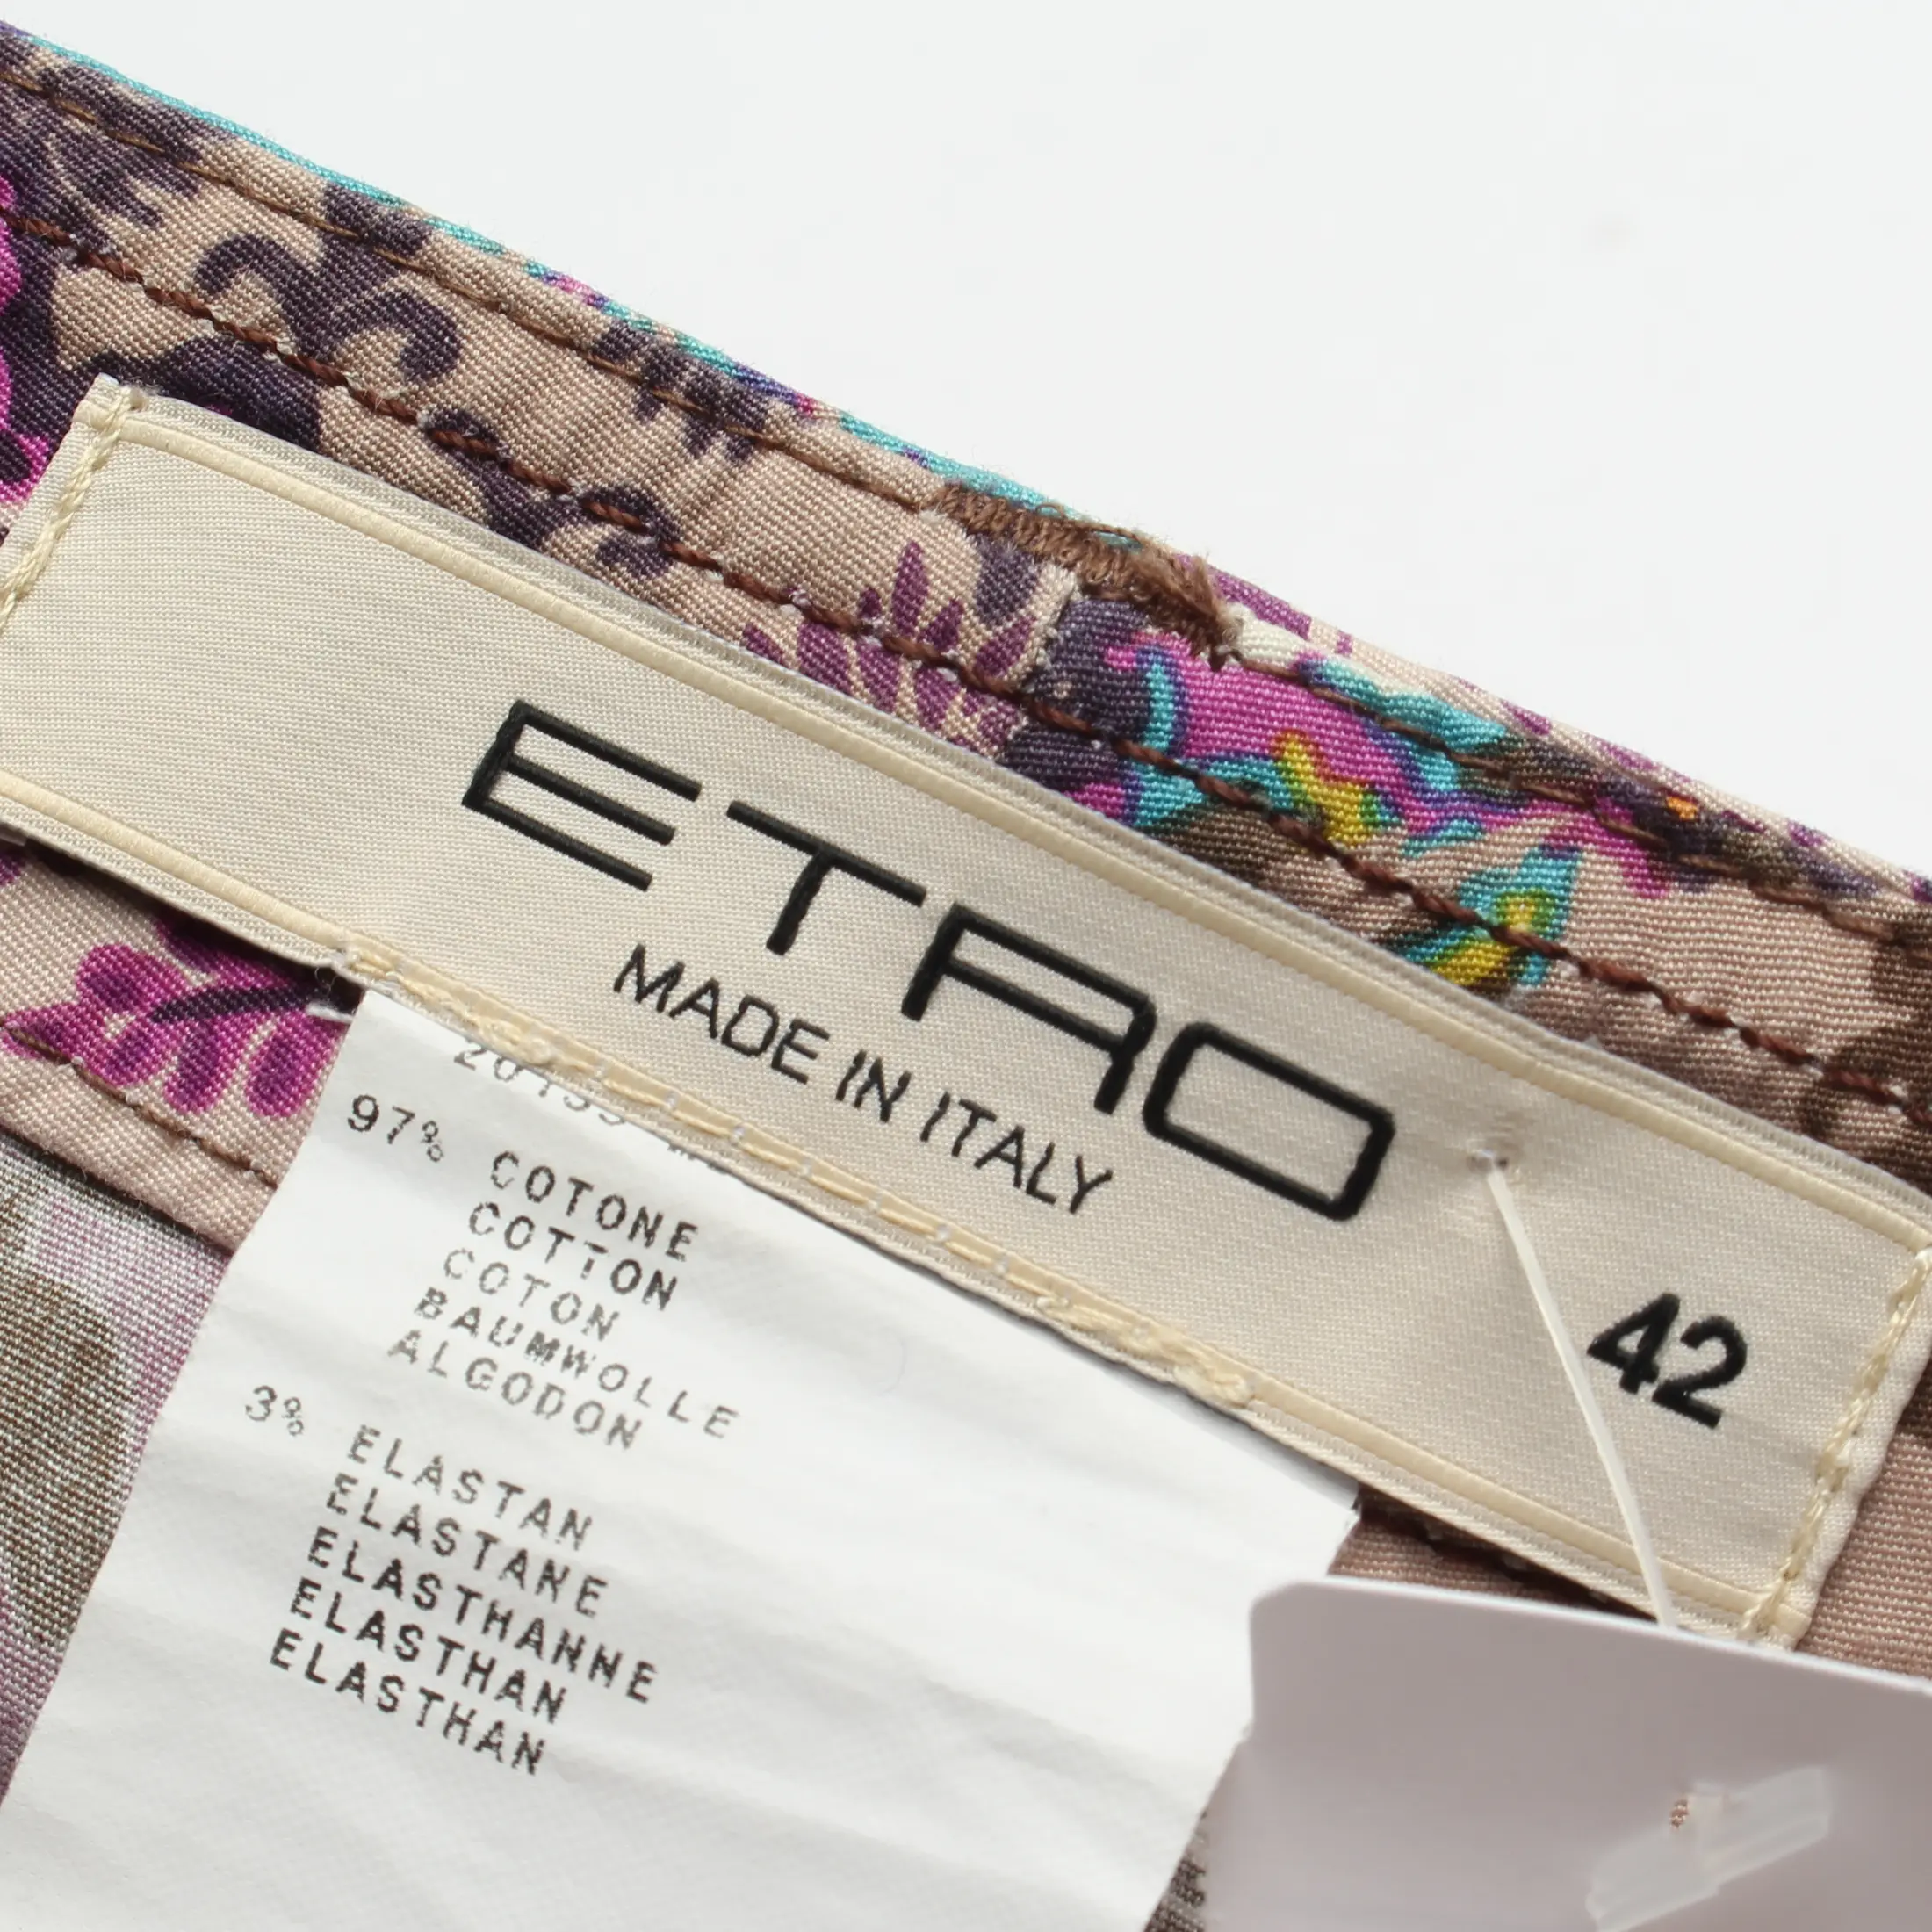 ETRO
MADE IN ITALY
42
97% COTONE
COTTON
COTON
BAUMWOLLE
ALGODON
3% ELASTAN
ELASTANE
ELASTHANNE
ELASTHAN
ELASTHAN